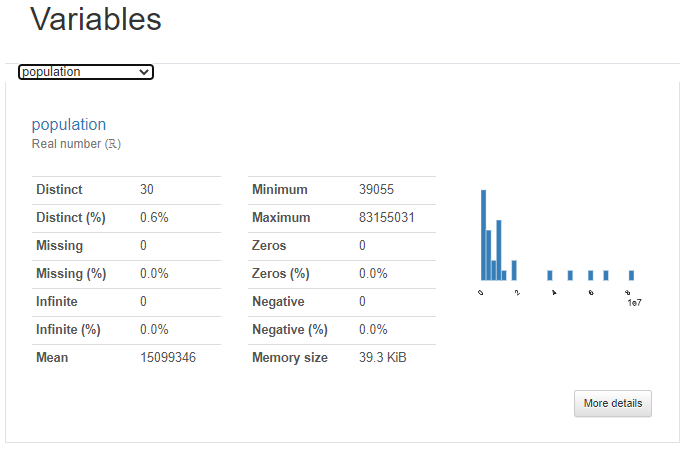 Variables
population
population
Real number (ℝ)
Distinct 30
Distinct (%) 0.6%
Missing 0
Missing (%) 0.0%
Infinite 0
Infinite (%) 0.0%
Mean 15099346
Minimum 39055
Maximum 83155031
Zeros 0
Zeros (%) 0.0%
Negative 0
Negative (%) 0.0%
Memory size 39.3 KiB
0 2 4 6 8
1e7
More details